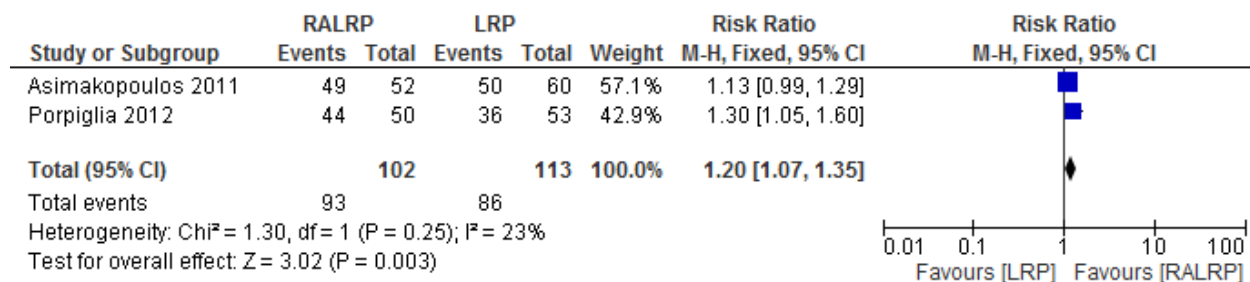 RALRP LRP Risk Ratio Risk Ratio
Study or Subgroup Events Total Events Total Weight M-H, Fixed, 95% CI M-H, Fixed, 95% CI
Asimakopoulos 2011 49 52 50 60 57.1% 1.13 [0.99, 1.29]
Porpiglia 2012 44 50 36 53 42.9% 1.30 [1.05, 1.60]
Total (95% CI) 102 113 100.0% 1.20 [1.07, 1.35]
Total events 93 86
Heterogeneity: Chi² = 1.30, df = 1 (P = 0.25); I² = 23%
Test for overall effect: Z = 3.02 (P = 0.003)
0.01 0.1 1 10 100
Favours [LRP] Favours [RALRP]